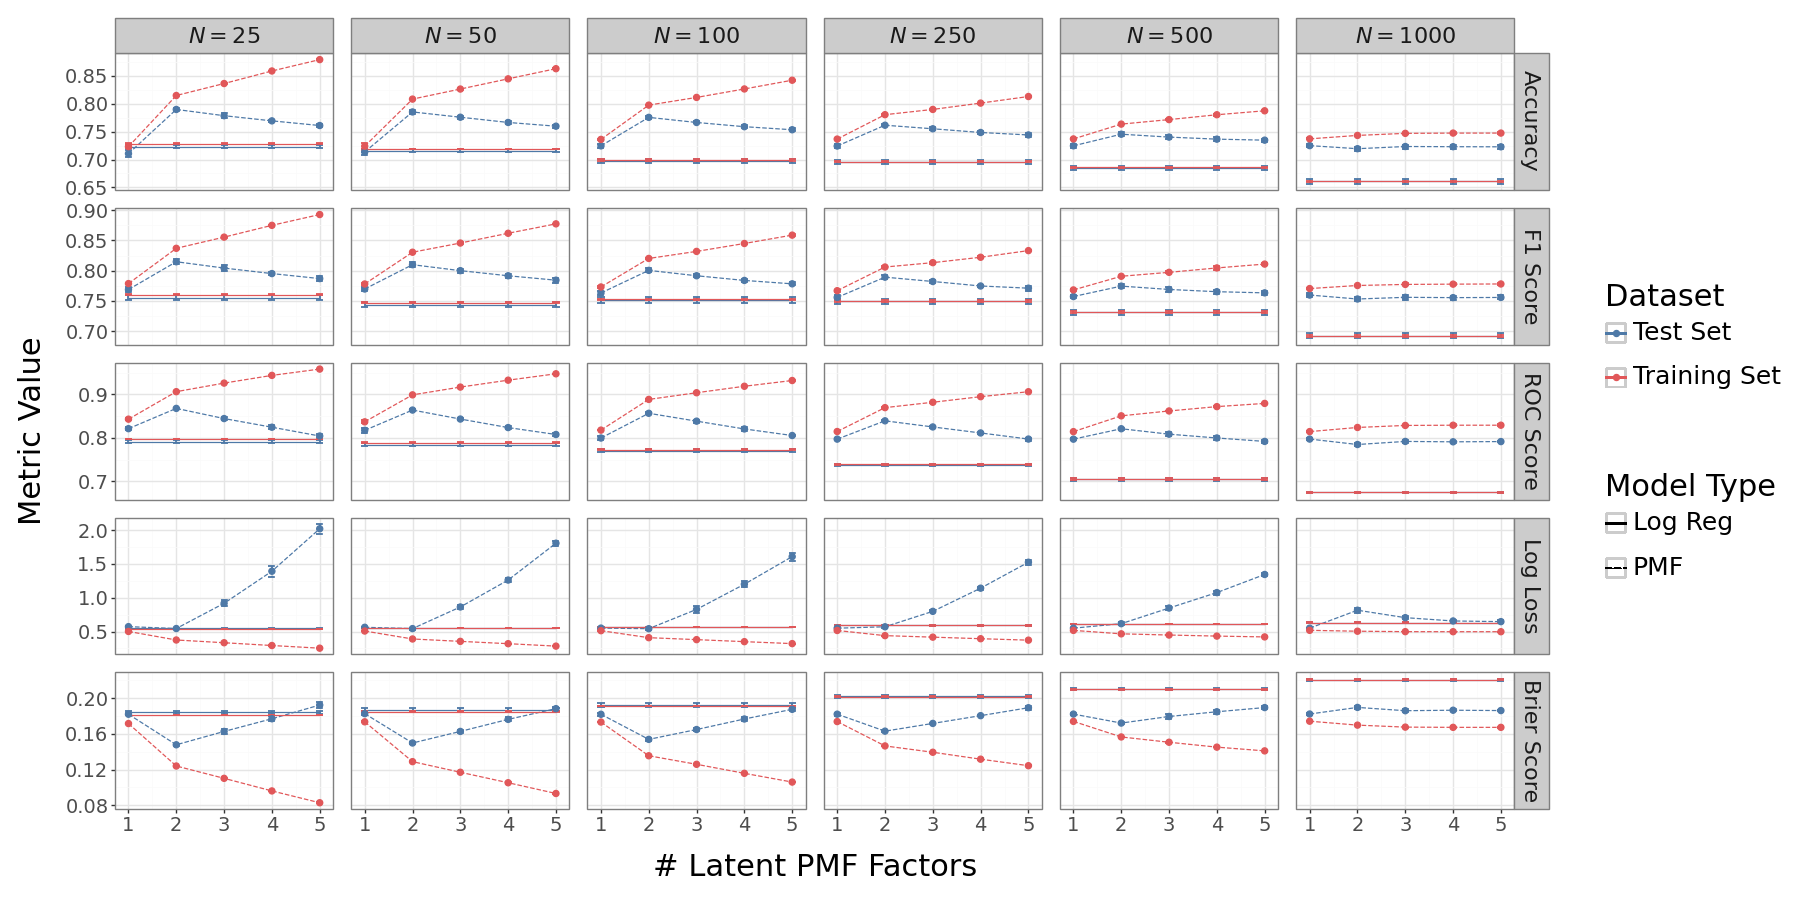 N = 25 N = 50 N = 100 N = 250 N = 500 N = 1000
0.85
0.80
0.75
0.70
0.65
Accuracy
0.90
0.85
0.80
0.75
0.70
F1 Score
0.9
0.8
0.7
ROC Score
2.0
1.5
1.0
0.5
Log Loss
0.20
0.16
0.12
0.08
Brier Score
1 2 3 4 5 1 2 3 4 5 1 2 3 4 5 1 2 3 4 5 1 2 3 4 5 1 2 3 4 5
# Latent PMF Factors
Metric Value
Dataset
Test Set
Training Set
Model Type
Log Reg
PMF